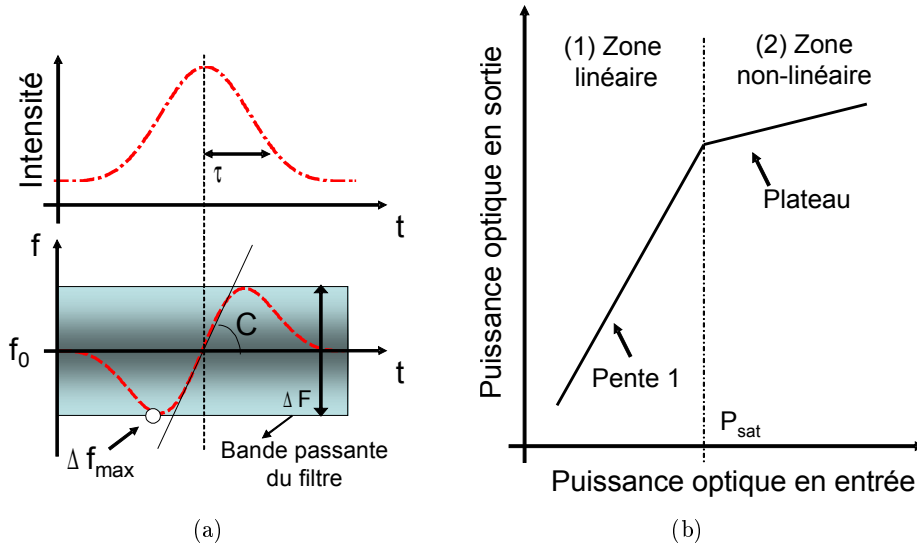 Intensité
τ
t
f
C
f0
t
Δ F
Δ fmax
Bande passante
du filtre
(a)
Puissance optique en sortie
(1) Zone
linéaire
(2) Zone
non-linéaire
Plateau
Pente 1
Psat
Puissance optique en entrée
(b)